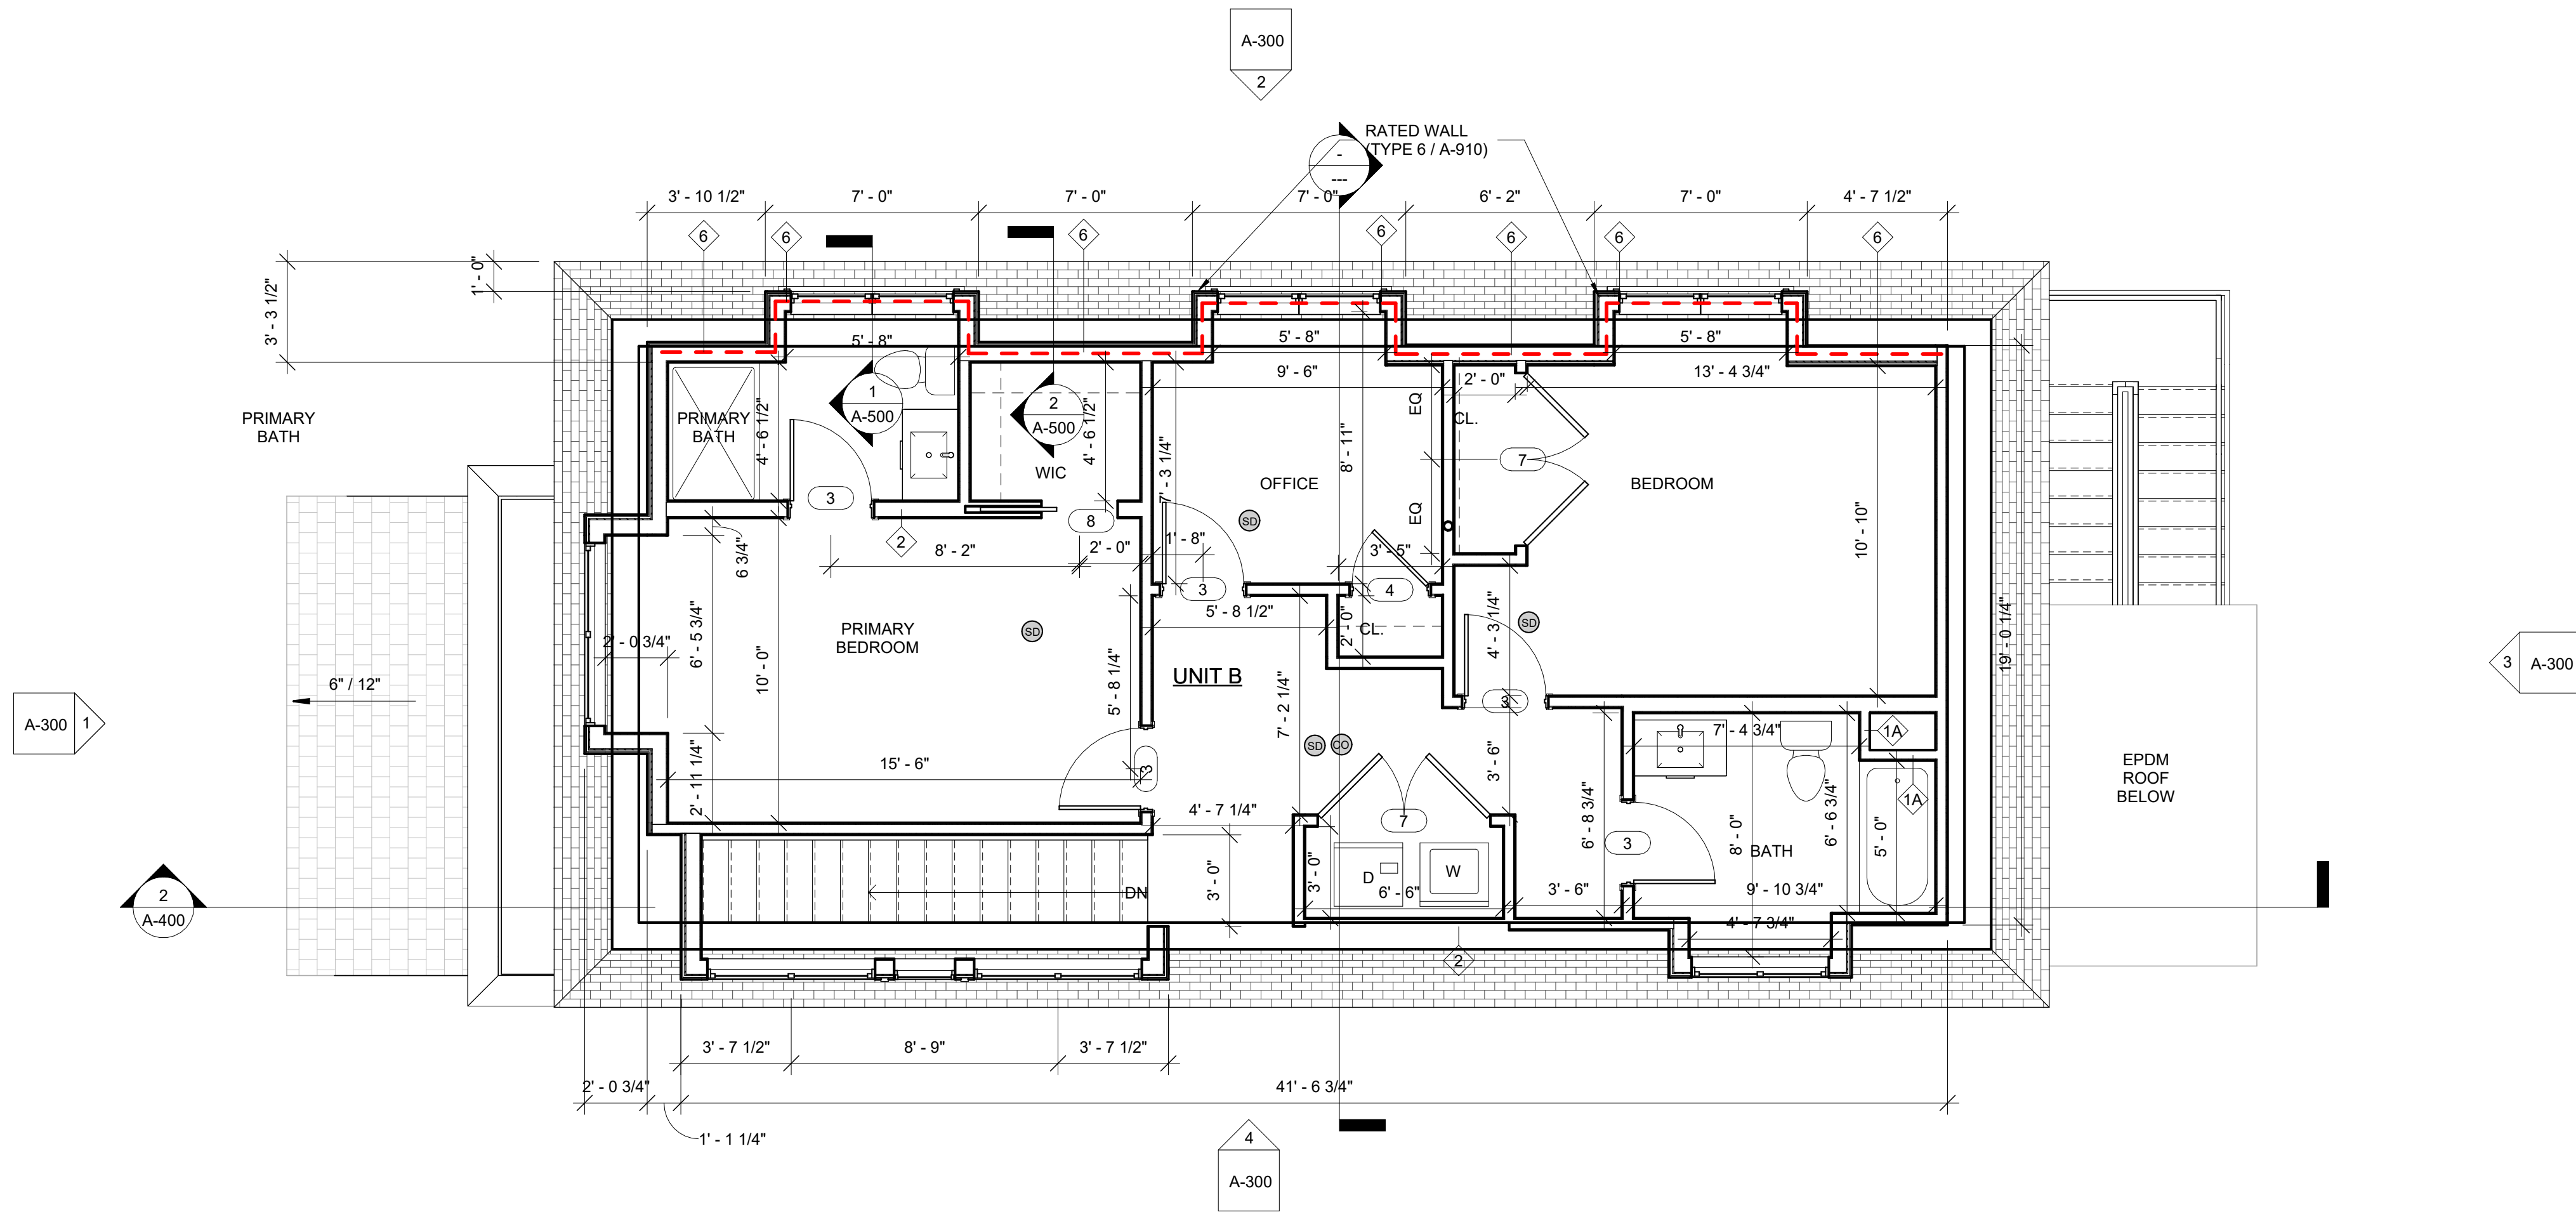 A-300
2
RATED WALL
(TYPE 6 / A-910)
-
---
3' - 10 1/2"
7' - 0"
7' - 0"
7' - 0"
6' - 2"
7' - 0"
4' - 7 1/2"
6
6
6
6
6
6
6
1' - 0"
3' - 3 1/2"
5' - 8"
5' - 8"
5' - 8"
9' - 6"
2' - 0"
13' - 4 3/4"
PRIMARY
BATH
PRIMARY
BATH
4' - 6 1/2"
1
A-500
2
A-500
4' - 6 1/2"
WIC
7' - 3 1/4"
8' - 11"
EQ
EQ
CL.
7
OFFICE
BEDROOM
10' - 10"
3
8
SD
2
6 3/4"
8' - 2"
2' - 0"
1' - 8"
3' - 5"
3
4
5' - 8 1/2"
2' - 0"
CL.
4' - 3 1/4"
SD
19' - 0 1/4"
PRIMARY
BEDROOM
SD
2' - 0 3/4"
6' - 5 3/4"
10' - 0"
5' - 8 1/4"
UNIT B
7' - 2 1/4"
3
6" / 12"
A-300
1
3
A-300
SD
CO
7' - 4 3/4"
1A
1A
15' - 6"
3
2' - 11 1/4"
3' - 6"
EPDM
ROOF
BELOW
4' - 7 1/4"
7
6' - 8 3/4"
3
8' - 0"
BATH
6' - 6 3/4"
5' - 0"
3' - 0"
3' - 0"
D
W
6' - 6"
3' - 6"
9' - 10 3/4"
DN
2
A-400
4' - 7 3/4"
2
3' - 7 1/2"
8' - 9"
3' - 7 1/2"
2' - 0 3/4"
41' - 6 3/4"
1' - 1 1/4"
4
A-300